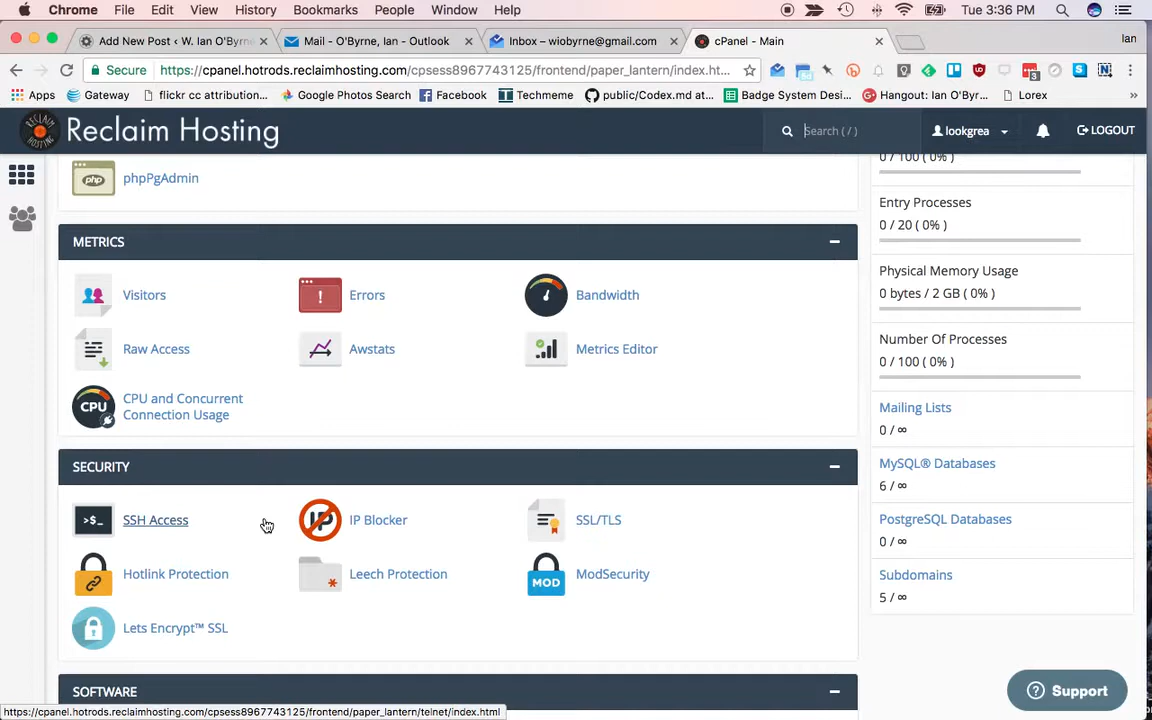 Chrome File Edit View History Bookmarks People Window Help Tue 3:36 PM
Add New Post ‹ W. Ian O'Byrn
Mail - O'Byrne, Ian - Outlook
Inbox – wiobyrne@gmail.com
cPanel - Main
Ian
Secure https://cpanel.hotrods.reclaimhosting.com/cpsess8967743125/frontend/paper_lantern/index.ht...
Apps Gateway flickr cc attribution... Google Photos Search Facebook Techmeme public/Codex.md at... Badge System Desi... Hangout: Ian O'Byr... Lorex »
RECLAIM HOSTING
Reclaim Hosting
Search ( / )
lookgrea
LOGOUT
php
phpPgAdmin
METRICS
Visitors
Errors
Bandwidth
Raw Access
Awstats
Metrics Editor
CPU
CPU and Concurrent
Connection Usage
SECURITY
>$_
SSH Access
IP
IP Blocker
SSL/TLS
Hotlink Protection
Leech Protection
MOD
ModSecurity
Lets Encrypt™ SSL
SOFTWARE
0 / 100 ( 0% )
Entry Processes
0 / 20 ( 0% )
Physical Memory Usage
0 bytes / 2 GB ( 0% )
Number Of Processes
0 / 100 ( 0% )
Mailing Lists
0 / ∞
MySQL® Databases
6 / ∞
PostgreSQL Databases
0 / ∞
Subdomains
5 / ∞
Support
https://cpanel.hotrods.reclaimhosting.com/cpsess8967743125/frontend/paper_lantern/telnet/index.html